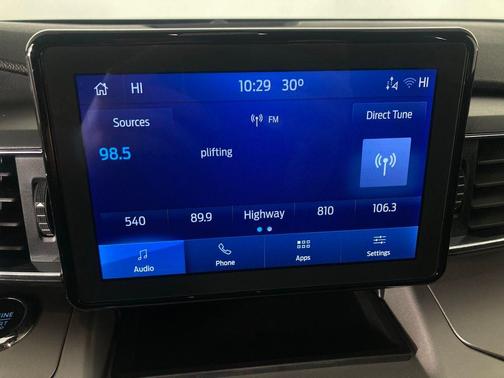 HI 10:29 30° HI
Sources FM Direct Tune
98.5 plifting
540 89.9 Highway 810 106.3
Audio Phone Apps Settings